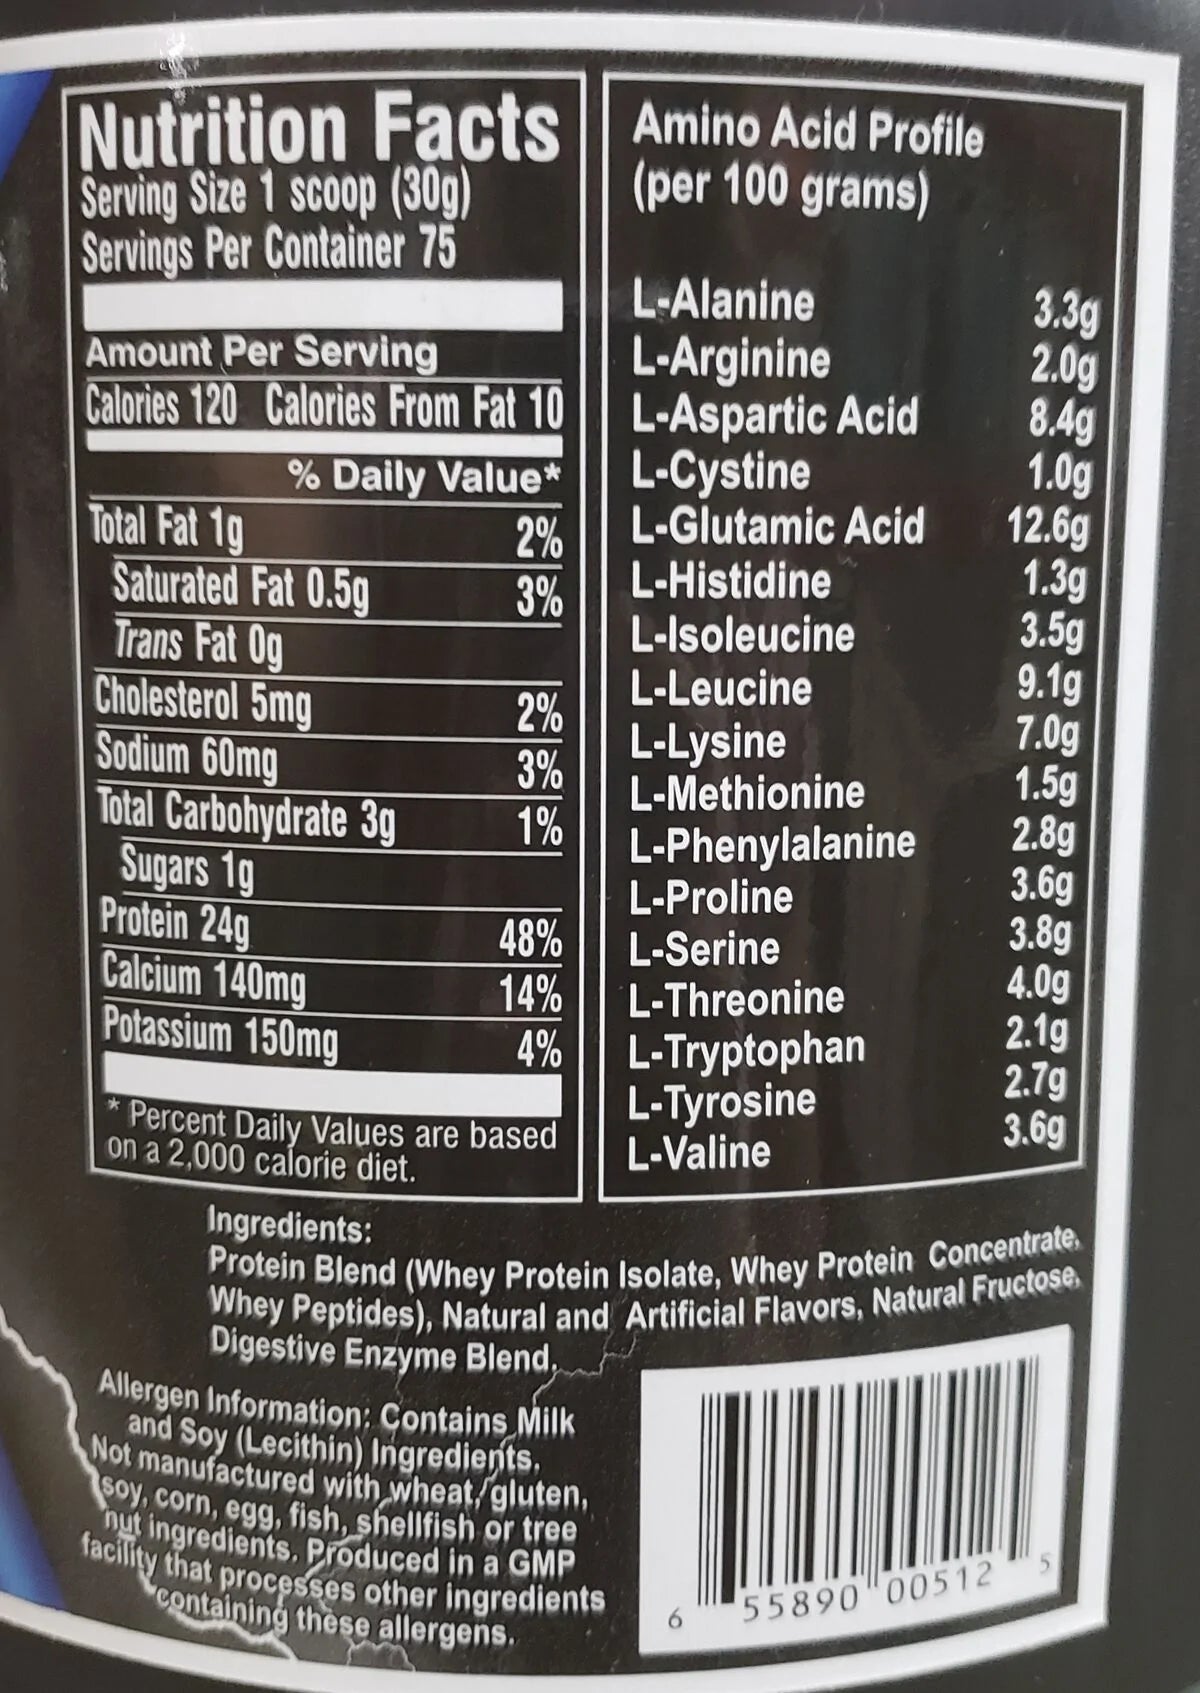 Nutrition Facts
Serving Size 1 scoop (30g)
Servings Per Container 75
Amount Per Serving
Calories 120 Calories From Fat 10
% Daily Value*
Total Fat 1g 2%
Saturated Fat 0.5g 3%
Trans Fat 0g
Cholesterol 5mg 2%
Sodium 60mg 3%
Total Carbohydrate 3g 1%
Sugars 1g
Protein 24g 48%
Calcium 140mg 14%
Potassium 150mg 4%
* Percent Daily Values are based
on a 2,000 calorie diet.
Amino Acid Profile
(per 100 grams)
L-Alanine 3.3g
L-Arginine 2.0g
L-Aspartic Acid 8.4g
L-Cystine 1.0g
L-Glutamic Acid 12.6g
L-Histidine 1.3g
L-Isoleucine 3.5g
L-Leucine 9.1g
L-Lysine 7.0g
L-Methionine 1.5g
L-Phenylalanine 2.8g
L-Proline 3.6g
L-Serine 3.8g
L-Threonine 4.0g
L-Tryptophan 2.1g
L-Tyrosine 2.7g
L-Valine 3.6g
Ingredients:
Protein Blend (Whey Protein Isolate, Whey Protein Concentrate,
Whey Peptides), Natural and Artificial Flavors, Natural Fructose,
Digestive Enzyme Blend.
Allergen Information: Contains Milk
and Soy (Lecithin) Ingredients.
Not manufactured with wheat, gluten,
soy, corn, egg, fish, shellfish or tree
nut ingredients. Produced in a GMP
facility that processes other ingredients
containing these allergens.
6 55890 00512 5